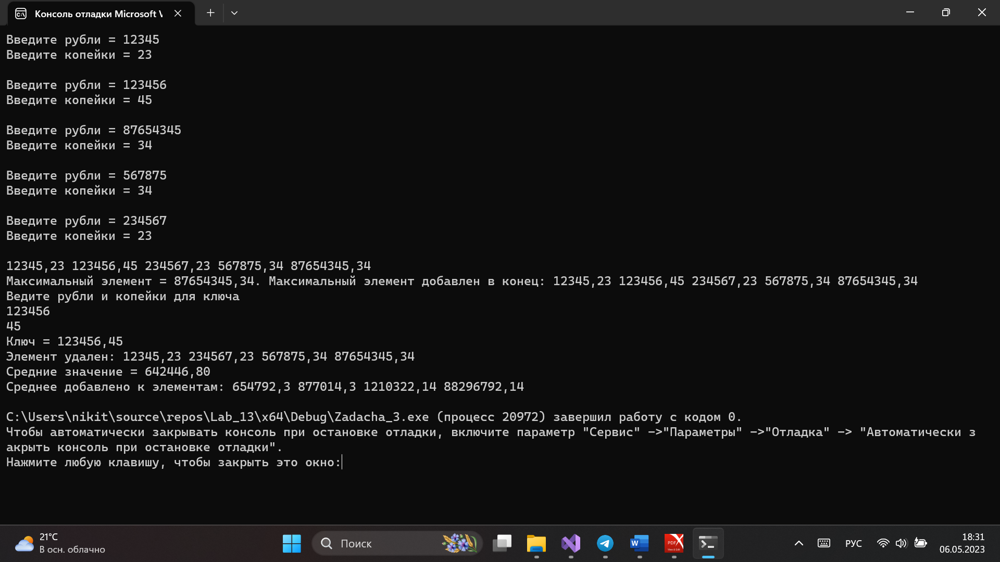 Консоль отладки Microsoft V
Введите рубли = 12345
Введите копейки = 23
Введите рубли = 123456
Введите копейки = 45
Введите рубли = 87654345
Введите копейки = 34
Введите рубли = 567875
Введите копейки = 34
Введите рубли = 234567
Введите копейки = 23
12345,23 123456,45 234567,23 567875,34 87654345,34
Максимальный элемент = 87654345,34. Максимальный элемент добавлен в конец: 12345,23 123456,45 234567,23 567875,34 87654345,34
Ведите рубли и копейки для ключа
123456
45
Ключ = 123456,45
Элемент удален: 12345,23 234567,23 567875,34 87654345,34
Средние значение = 642446,80
Среднее добавлено к элементам: 654792,3 877014,3 1210322,14 88296792,14
C:\Users\nikit\source\repos\Lab_13\x64\Debug\Zadacha_3.exe (процесс 20972) завершил работу с кодом 0.
Чтобы автоматически закрывать консоль при остановке отладки, включите параметр "Сервис" ->"Параметры" ->"Отладка" -> "Автоматически з
акрыть консоль при остановке отладки".
Нажмите любую клавишу, чтобы закрыть это окно:
21°C
В осн. облачно
Поиск
W
PDF
View & Edit
РУС
18:31
06.05.2023